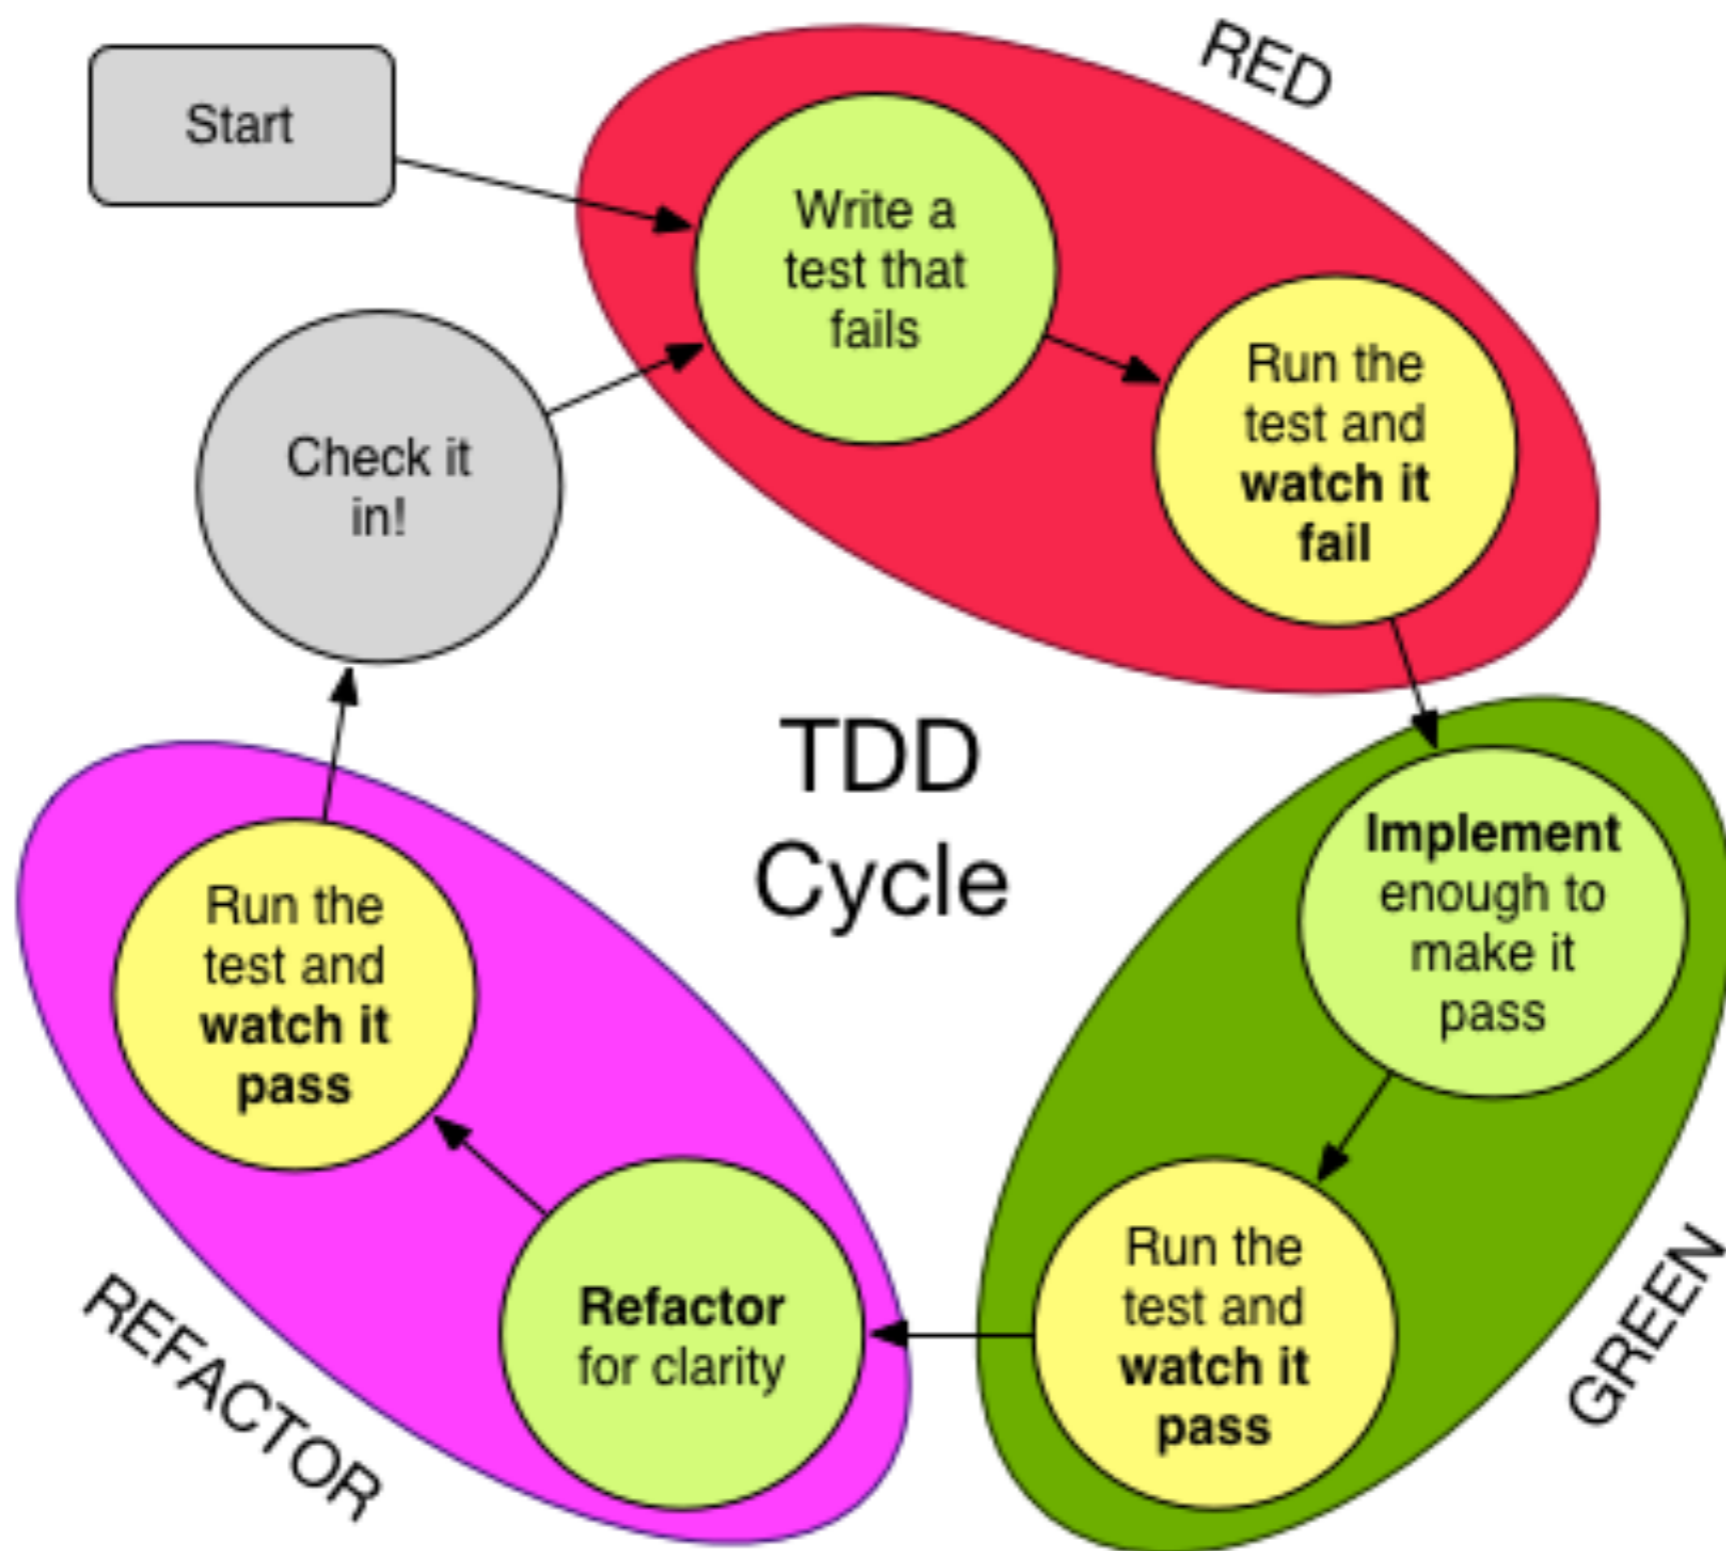 Start
RED
Write a
test that
fails
Run the
test and
watch it
fail
Check it
in!
TDD
Cycle
Implement
enough to
make it
pass
Run the
test and
watch it
pass
GREEN
Refactor
for clarity
Run the
test and
watch it
pass
REFACTOR